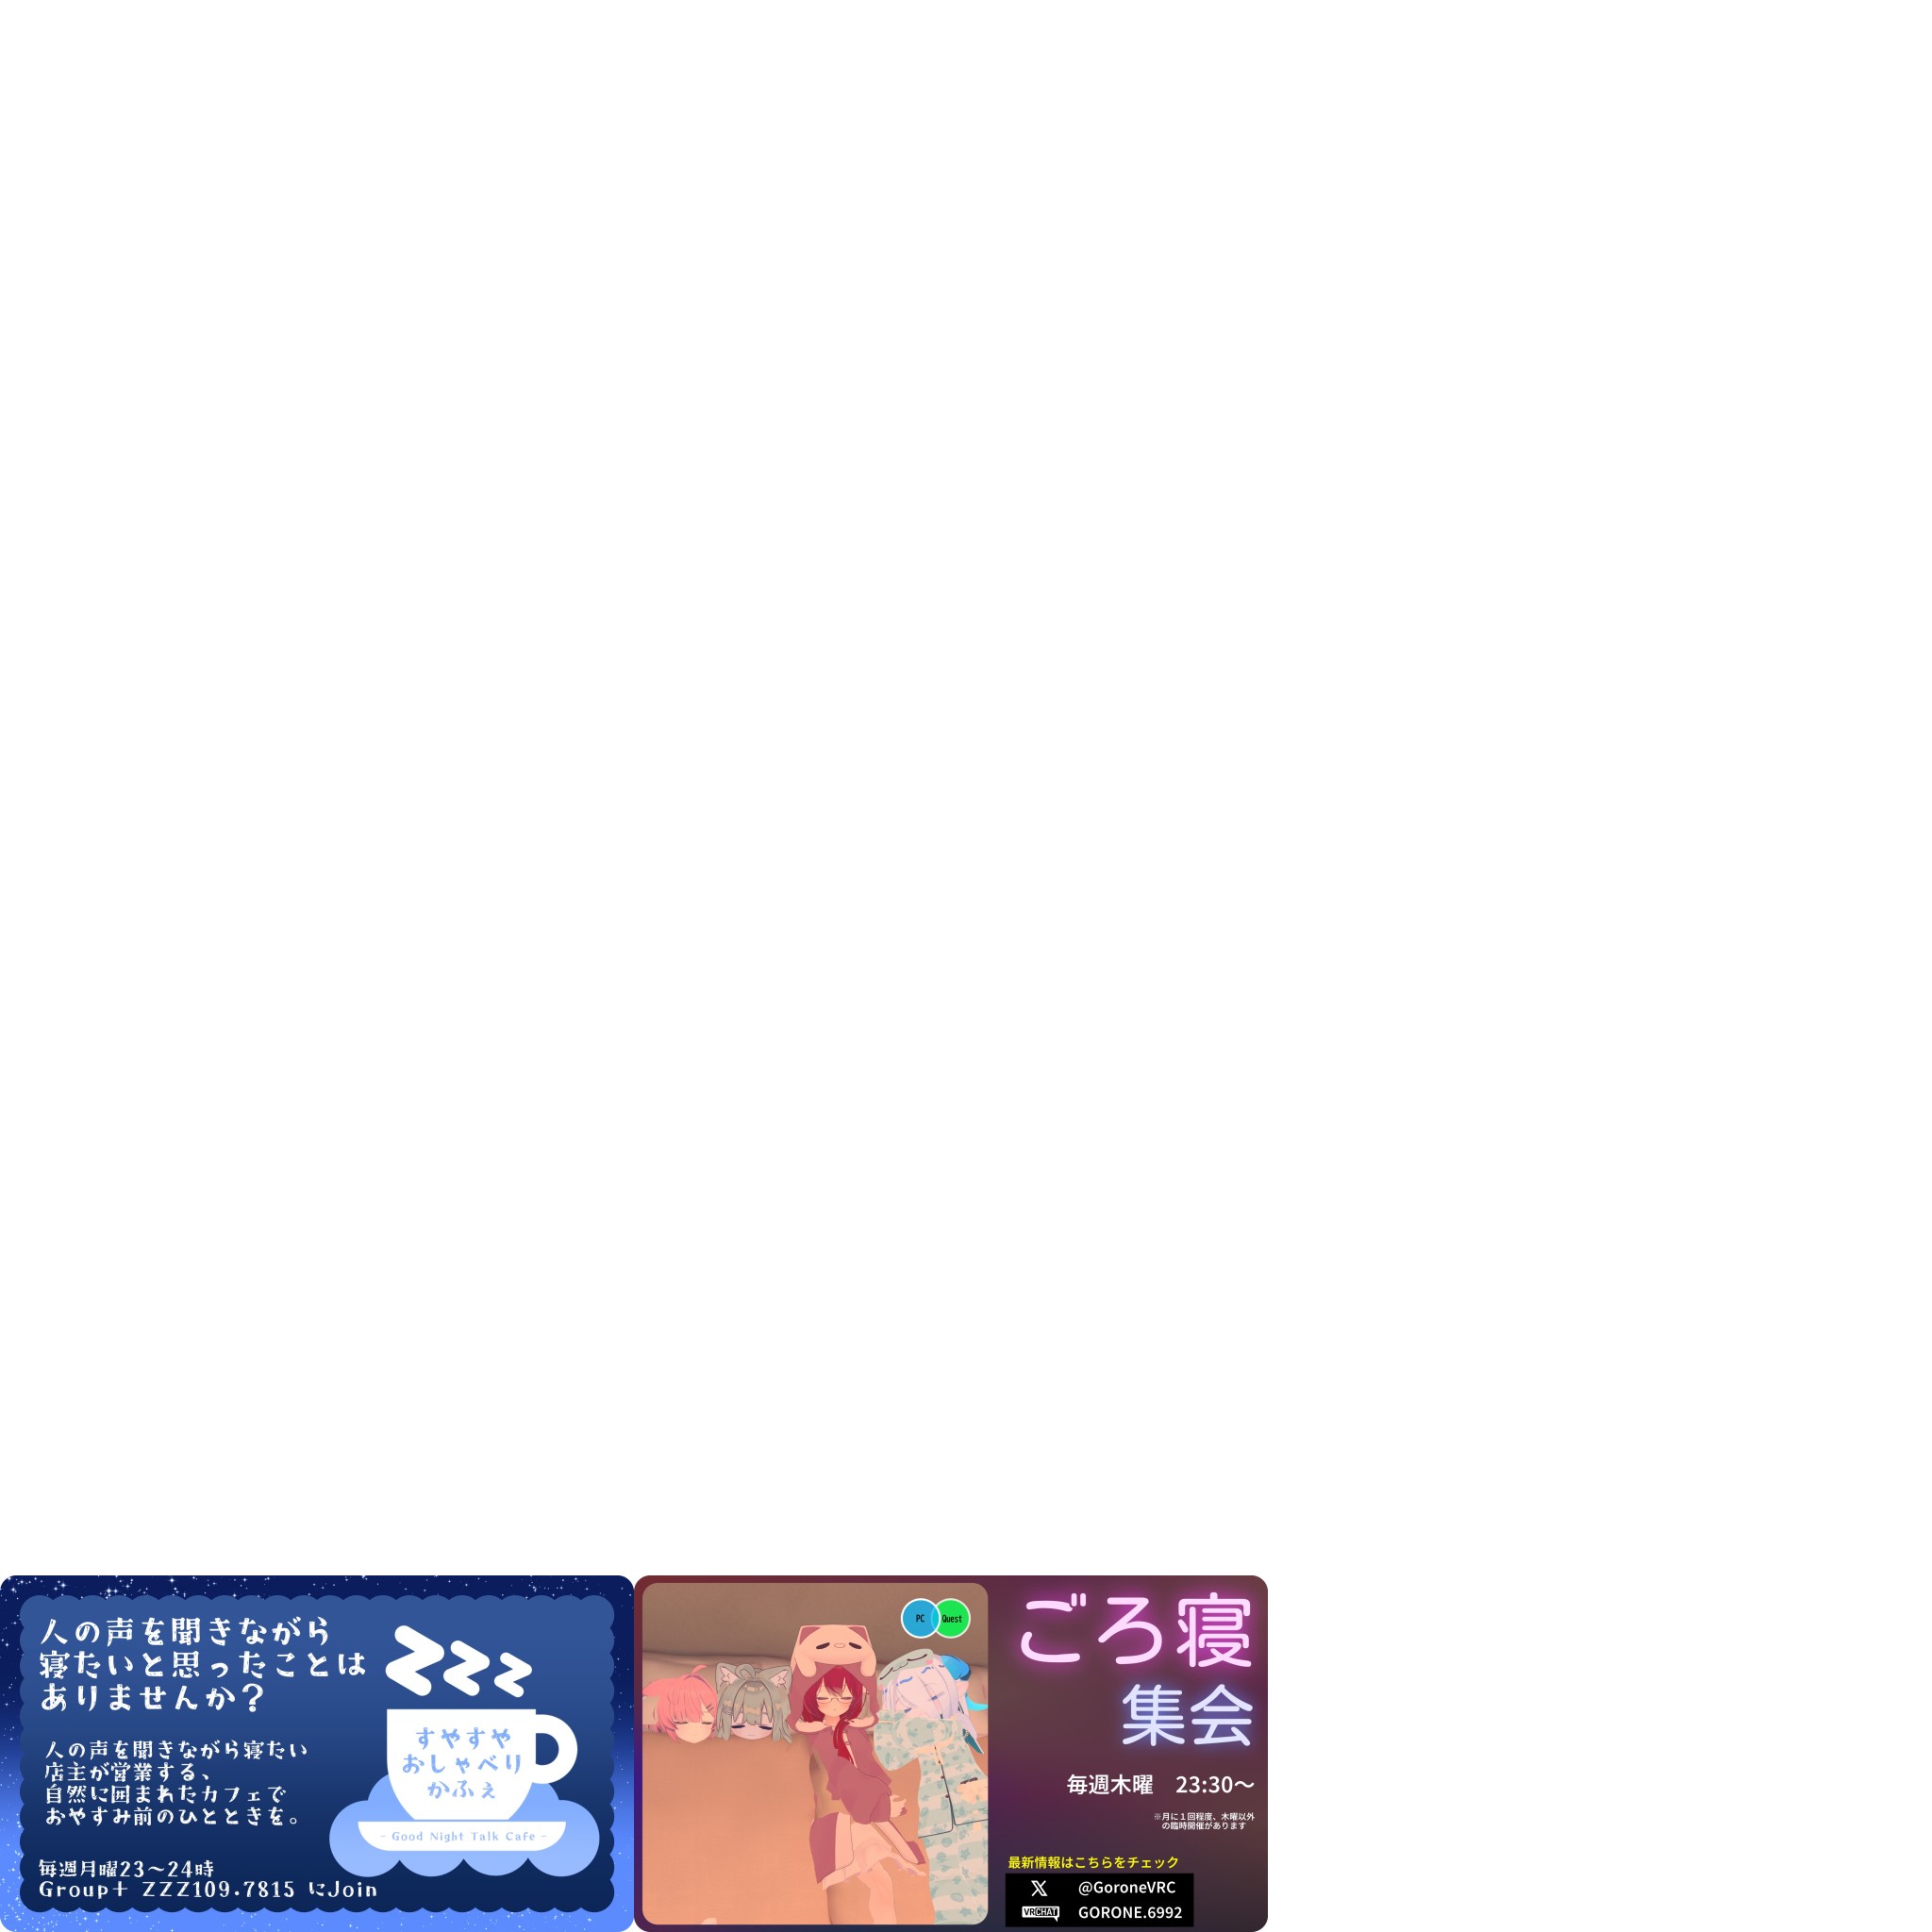 人の声を聞きながら
寝たいと思ったことは
ありませんか？
人の声を聞きながら寝たい
店主が営業する、
自然に囲まれたカフェで
おやすみ前のひとときを。
毎週月曜23～24時
Group+ ZZZ109.7815 にJoin
ZZZ
すやすや
おしゃべり
かふぇ
- Good Night Talk Cafe -
PC
Quest
ごろ寝
集会
毎週木曜　23:30～
※月に１回程度、木曜以外
の臨時開催があります
最新情報はこちらをチェック
X @GoroneVRC
VRCHAT GORONE.6992